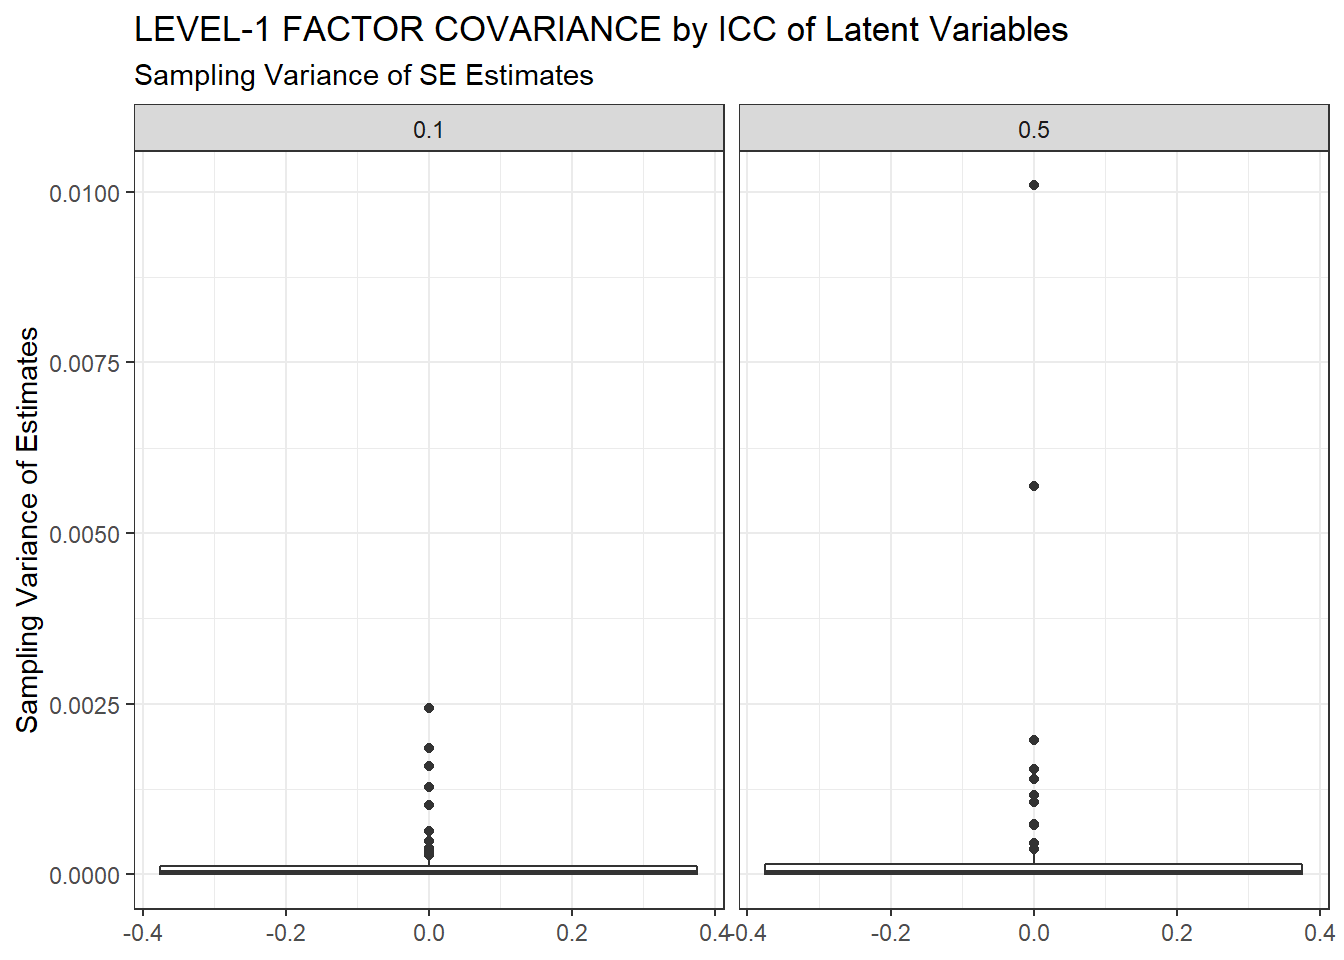 LEVEL-1 FACTOR COVARIANCE by ICC of Latent Variables
Sampling Variance of SE Estimates
0.1
0.5
Sampling Variance of Estimates
0.0100
0.0075
0.0050
0.0025
0.0000
-0.4 -0.2 0.0 0.2 0.4
-0.4 -0.2 0.0 0.2 0.4